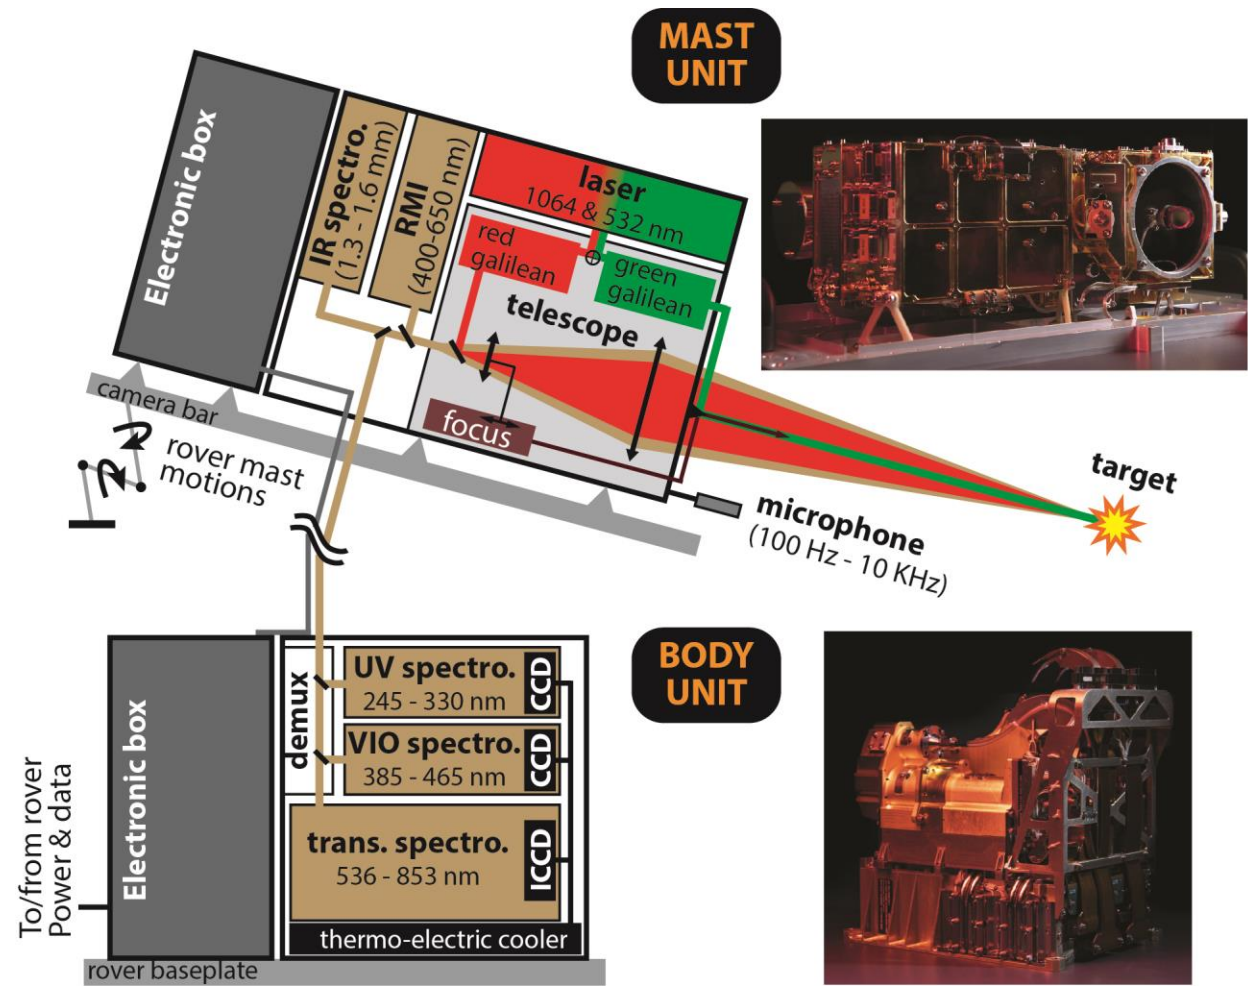 MAST
UNIT
Electronic box
IR spectro.
(1.3 - 1.6 mm)
RMI
(400-650 nm)
laser
1064 & 532 nm
red
galilean
green
galilean
telescope
focus
camera bar
rover mast
motions
target
microphone
(100 Hz - 10 KHz)
BODY
UNIT
Electronic box
demux
UV spectro.
245 - 330 nm
CCD
VIO spectro.
385 - 465 nm
CCD
trans. spectro.
536 - 853 nm
ICCD
thermo-electric cooler
To/from rover
Power & data
rover baseplate